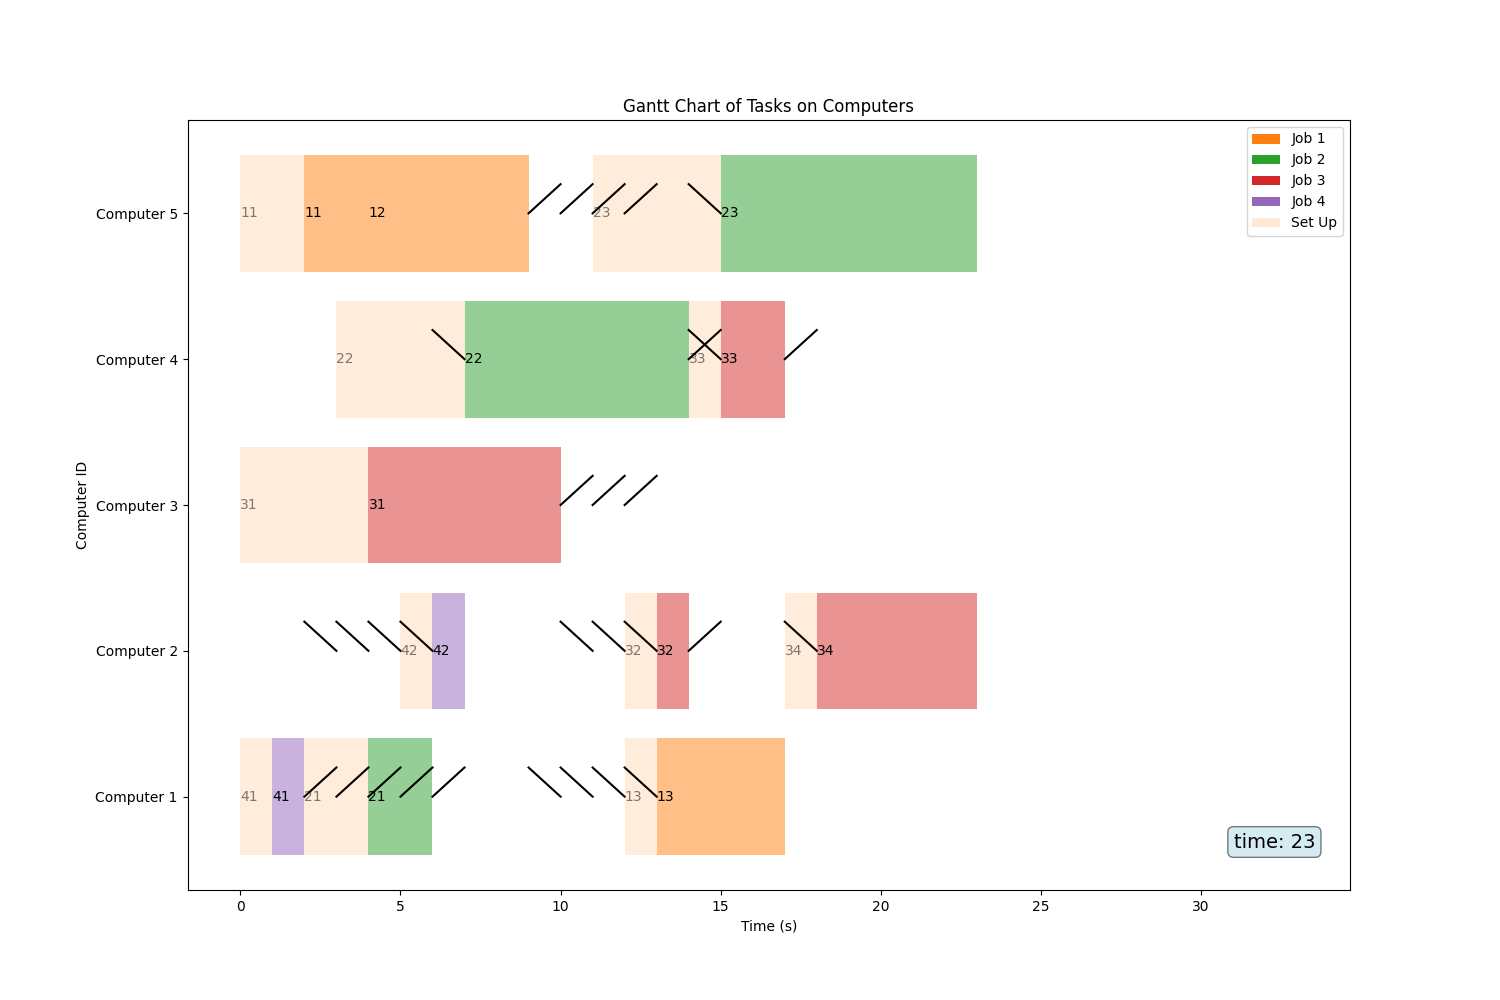 Gantt Chart of Tasks on Computers
Job 1
Job 2
Job 3
Job 4
Set Up
Computer 5
11
11
12
23
23
Computer 4
22
22
33
33
Computer ID
Computer 3
31
31
Computer 2
42
42
32
32
34
34
Computer 1
41
41
21
21
13
13
time: 23
0
5
10
15
20
25
30
Time (s)